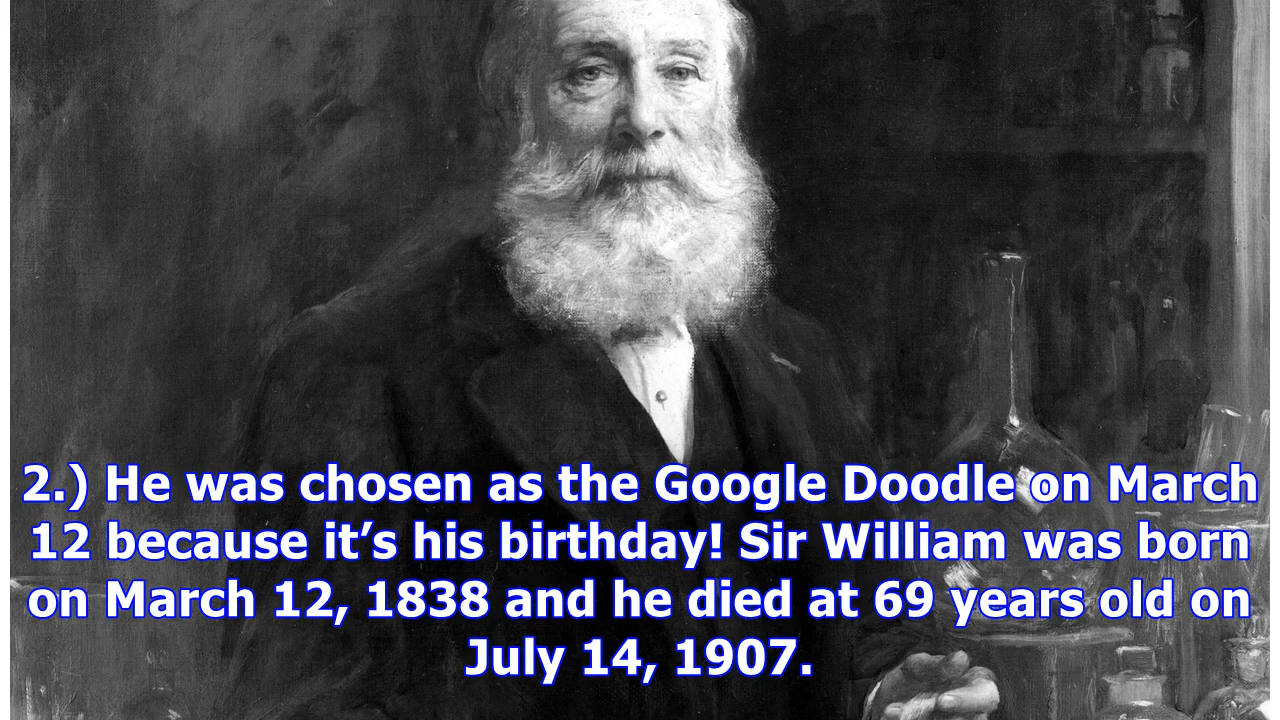 2.) He was chosen as the Google Doodle on March
12 because it’s his birthday! Sir William was born
on March 12, 1838 and he died at 69 years old on
July 14, 1907.